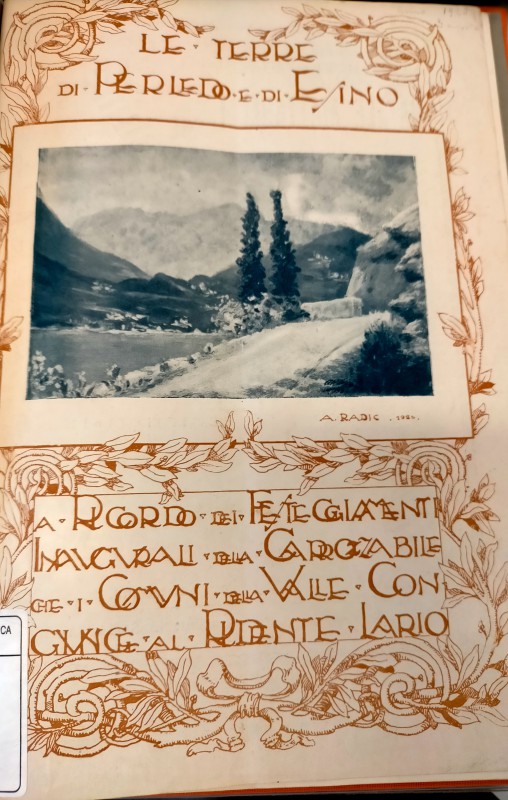 LE · TERRE
DI · PERLEDO · E · DI · ESINO
A. RADIC
A · RICORDO · DEI · FESTEGGIAMENTI
INAUGURALI · DELLA · CARROZZABILE
CHE · I · COMUNI · DELLA · VALLE · CON
GIUNGE · AL · RIDENTE · LARIO
CA